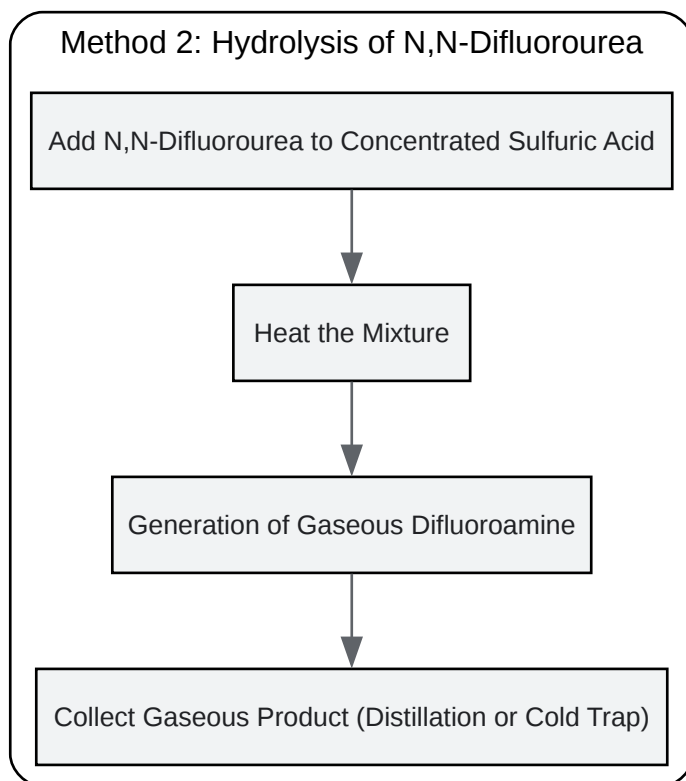 Method 2: Hydrolysis of N,N-Difluorourea
Add N,N-Difluorourea to Concentrated Sulfuric Acid
Heat the Mixture
Generation of Gaseous Difluoroamine
Collect Gaseous Product (Distillation or Cold Trap)